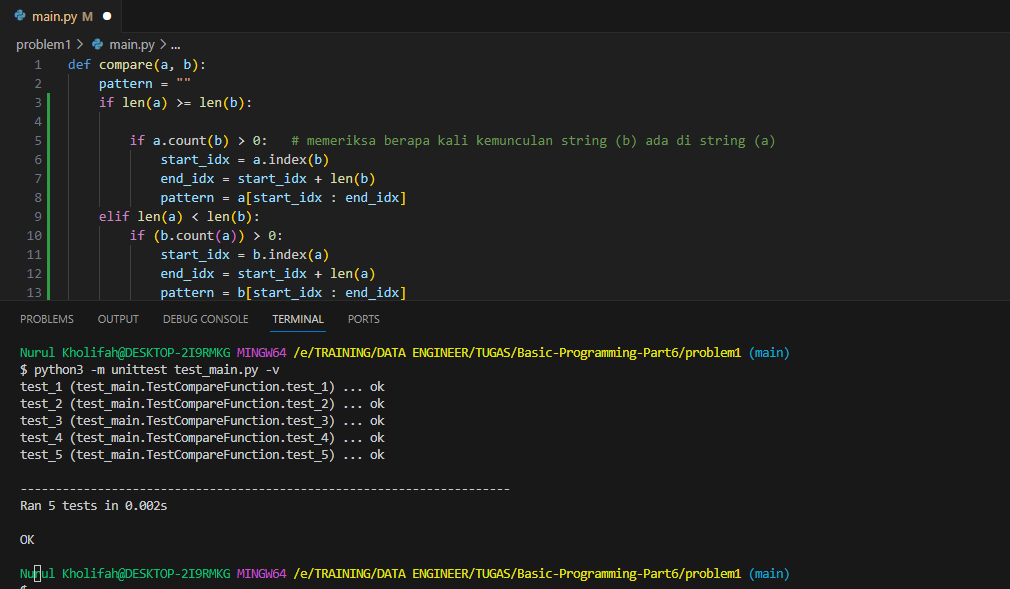 main.py M
problem1 > main.py > ...
1 def compare(a, b):
2 pattern = ""
3 if len(a) >= len(b):
4
5 if a.count(b) > 0: # memeriksa berapa kali kemunculan string (b) ada di string (a)
6 start_idx = a.index(b)
7 end_idx = start_idx + len(b)
8 pattern = a[start_idx : end_idx]
9 elif len(a) < len(b):
10 if (b.count(a)) > 0:
11 start_idx = b.index(a)
12 end_idx = start_idx + len(a)
13 pattern = b[start_idx : end_idx]
PROBLEMS OUTPUT DEBUG CONSOLE TERMINAL PORTS
Nurul Kholifah@DESKTOP-2I9RMKG MINGW64 /e/TRAINING/DATA ENGINEER/TUGAS/Basic-Programming-Part6/problem1 (main)
$ python3 -m unittest test_main.py -v
test_1 (test_main.TestCompareFunction.test_1) ... ok
test_2 (test_main.TestCompareFunction.test_2) ... ok
test_3 (test_main.TestCompareFunction.test_3) ... ok
test_4 (test_main.TestCompareFunction.test_4) ... ok
test_5 (test_main.TestCompareFunction.test_5) ... ok
----------------------------------------------------------------------
Ran 5 tests in 0.002s
OK
Nurul Kholifah@DESKTOP-2I9RMKG MINGW64 /e/TRAINING/DATA ENGINEER/TUGAS/Basic-Programming-Part6/problem1 (main)
$